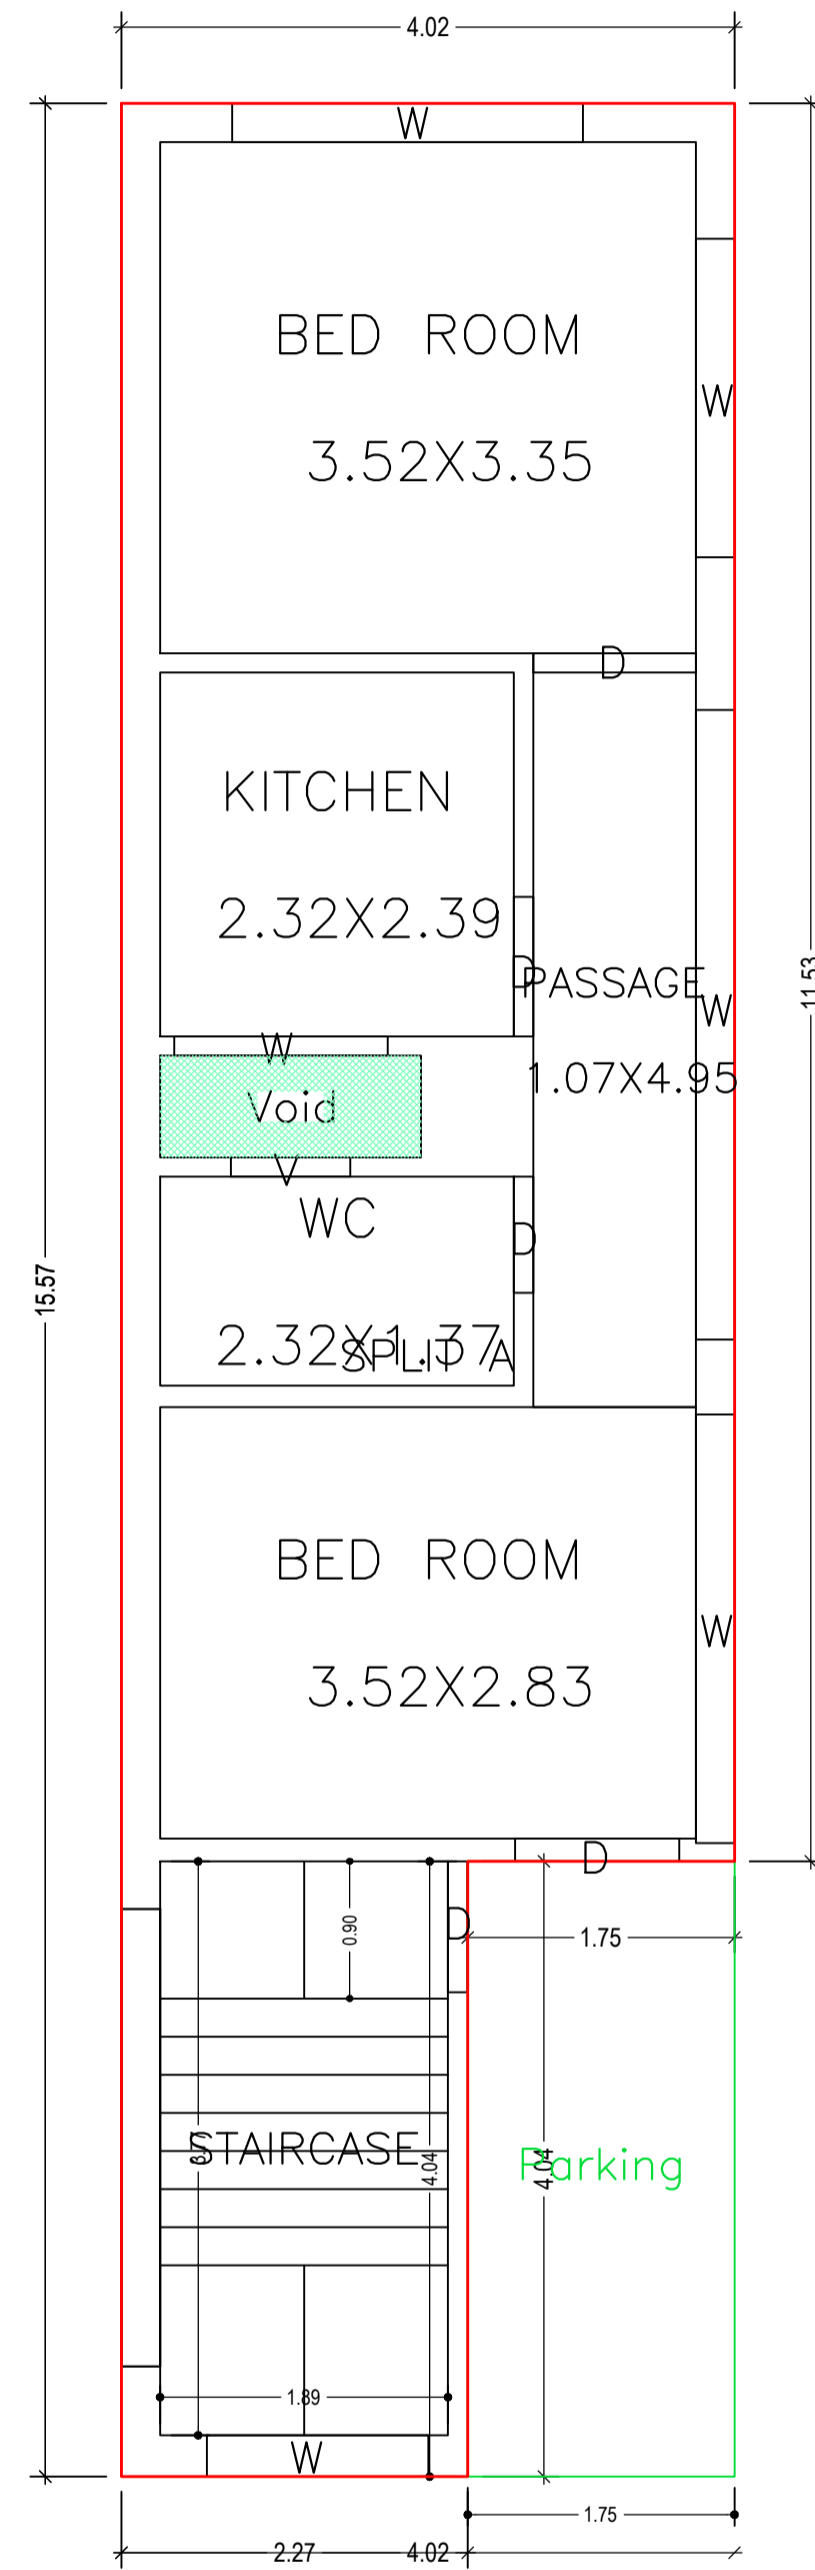 4.02
W
BED ROOM
W
3.52X3.35
D
KITCHEN
2.32X2.39
D
PASSAGE
W
11.53
W
1.07X4.95
Void
V
WC
D
15.57
2.32X1.37
SPLIT A
BED ROOM
W
3.52X2.83
D
D
0.90
1.75
STAIRCASE
3.77
4.04
Parking
4.04
1.89
W
1.75
2.27
4.02